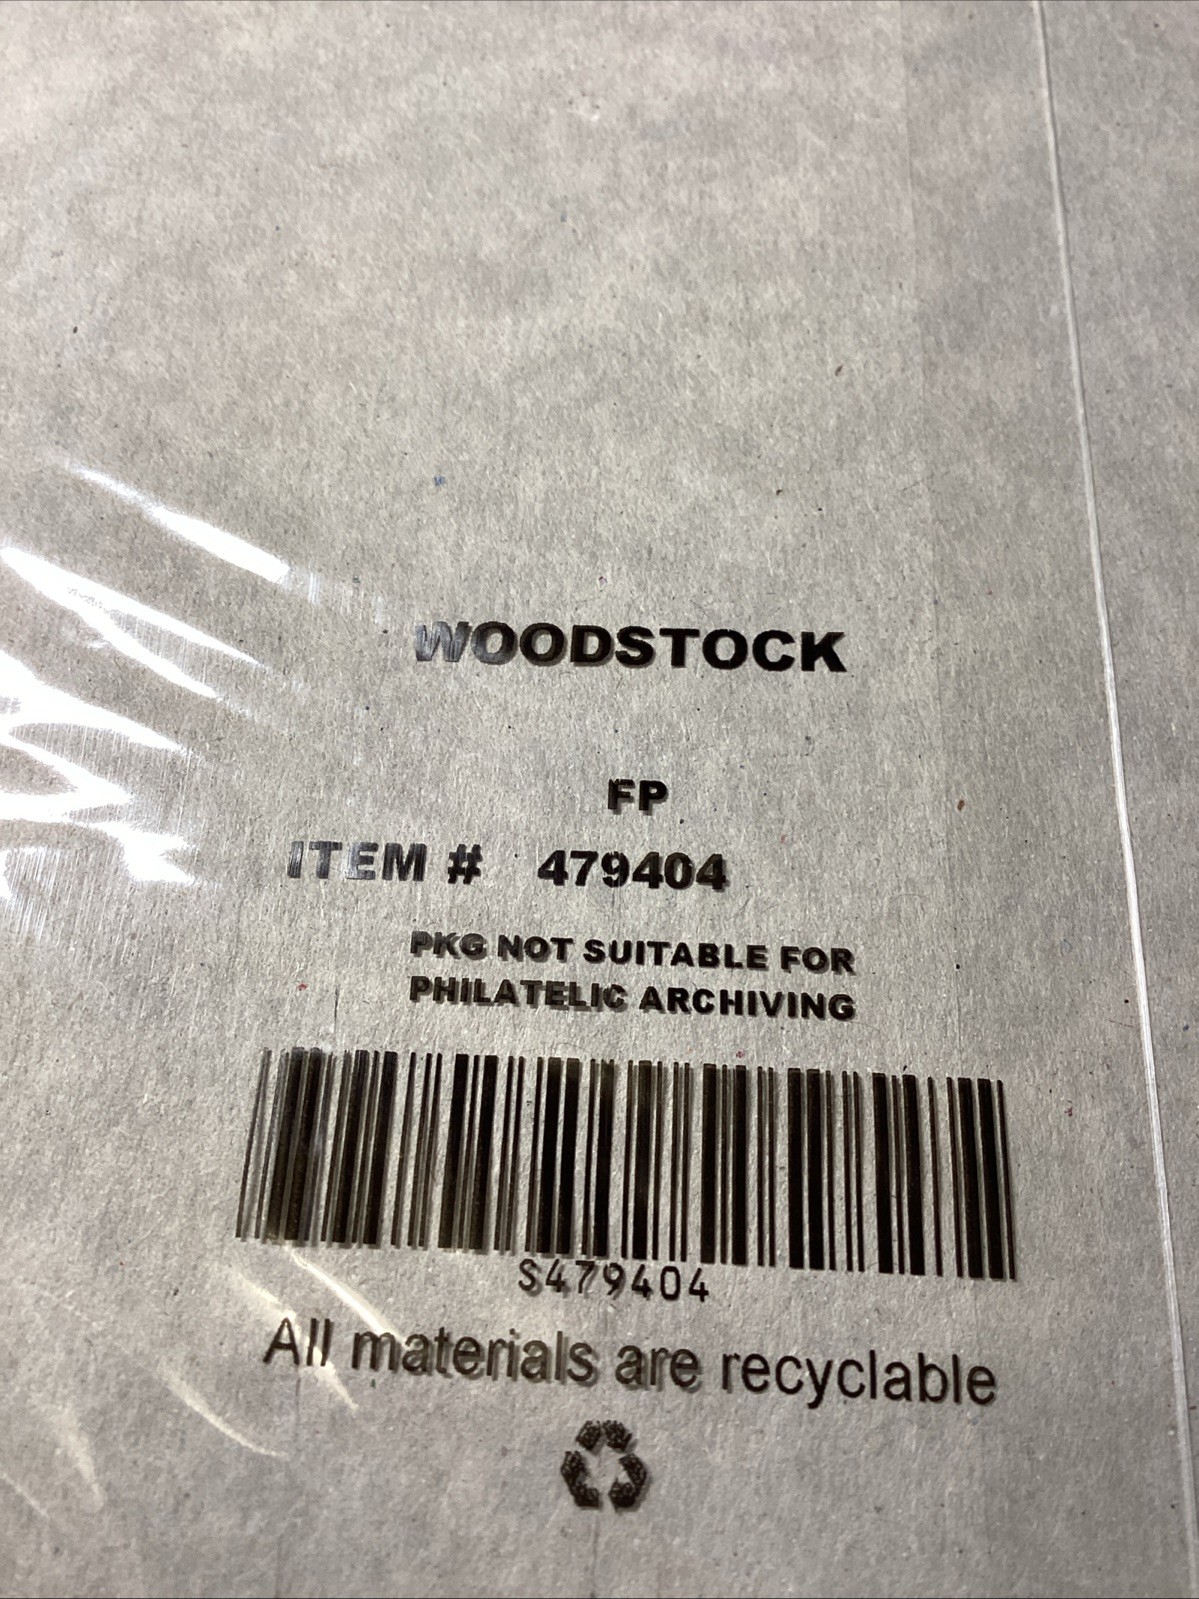 WOODSTOCK
FP
ITEM # 479404
PKG NOT SUITABLE FOR
PHILATELIC ARCHIVING
S479404
All materials are recyclable